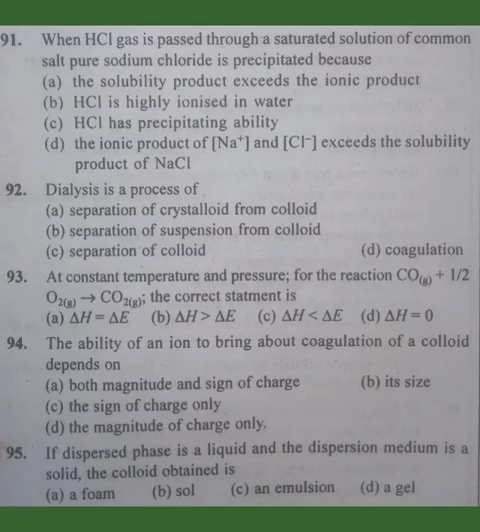 91. When HCl gas is passed through a saturated solution of common
salt pure sodium chloride is precipitated because
(a) the solubility product exceeds the ionic product
(b) HCl is highly ionised in water
(c) HCl has precipitating ability
(d) the ionic product of [Na⁺] and [Cl⁻] exceeds the solubility
product of NaCl
92. Dialysis is a process of
(a) separation of crystalloid from colloid
(b) separation of suspension from colloid
(c) separation of colloid (d) coagulation
93. At constant temperature and pressure; for the reaction CO₍g₎ + 1/2
O₂₍g₎ → CO₂₍g₎; the correct statment is
(a) ΔH = ΔE (b) ΔH > ΔE (c) ΔH < ΔE (d) ΔH = 0
94. The ability of an ion to bring about coagulation of a colloid
depends on
(a) both magnitude and sign of charge (b) its size
(c) the sign of charge only
(d) the magnitude of charge only.
95. If dispersed phase is a liquid and the dispersion medium is a
solid, the colloid obtained is
(a) a foam (b) sol (c) an emulsion (d) a gel